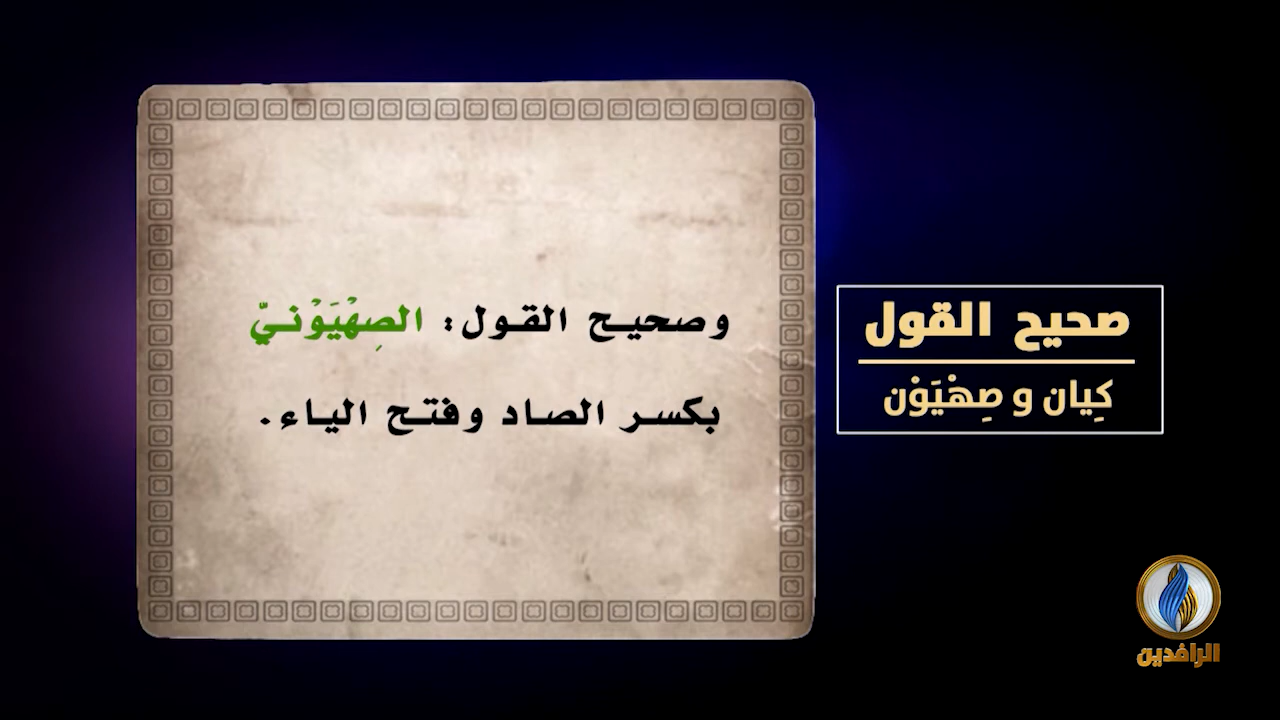 وصحيح القول: الصِهْيَوْنيّ
بكسر الصاد وفتح الياء.
صحيح القول
كِيان و صِهْيَوْن
الرافدين